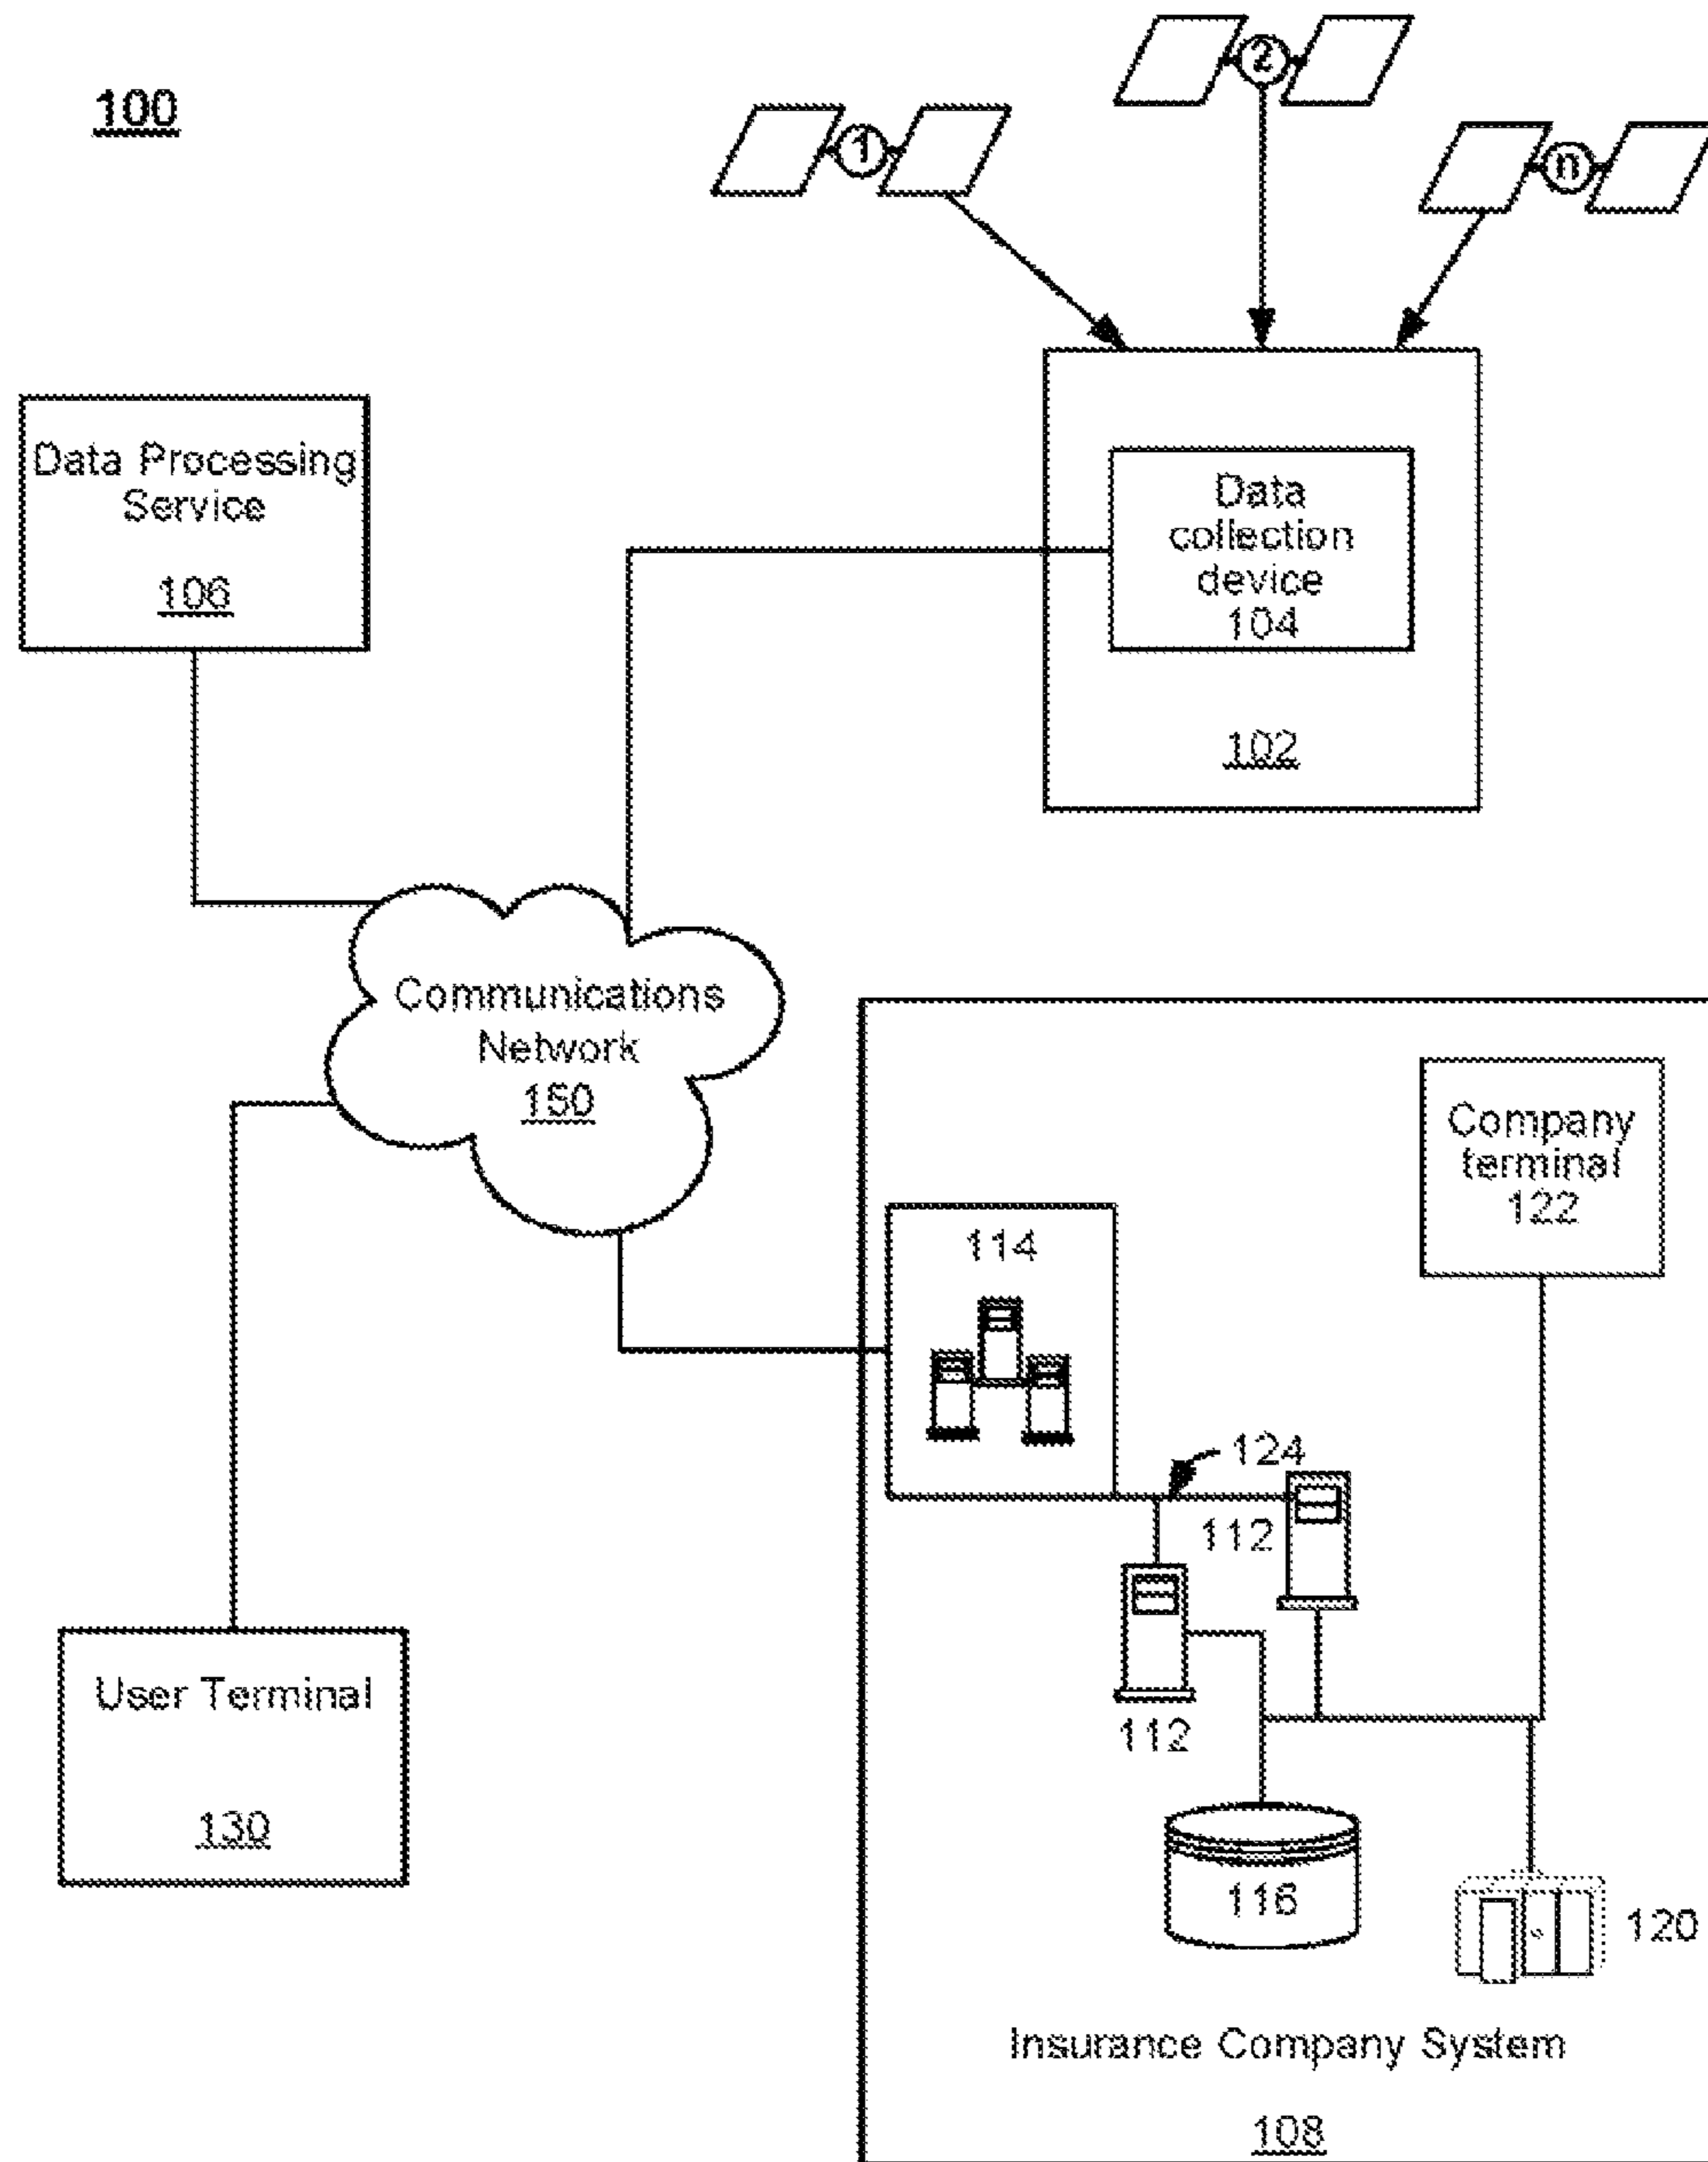 100
1
2
n
Data Processing
Service
106
Data
collection
device
104
102
Communications
Network
150
Company
terminal
122
114
124
112
112
User Terminal
130
116
120
Insurance Company System
108